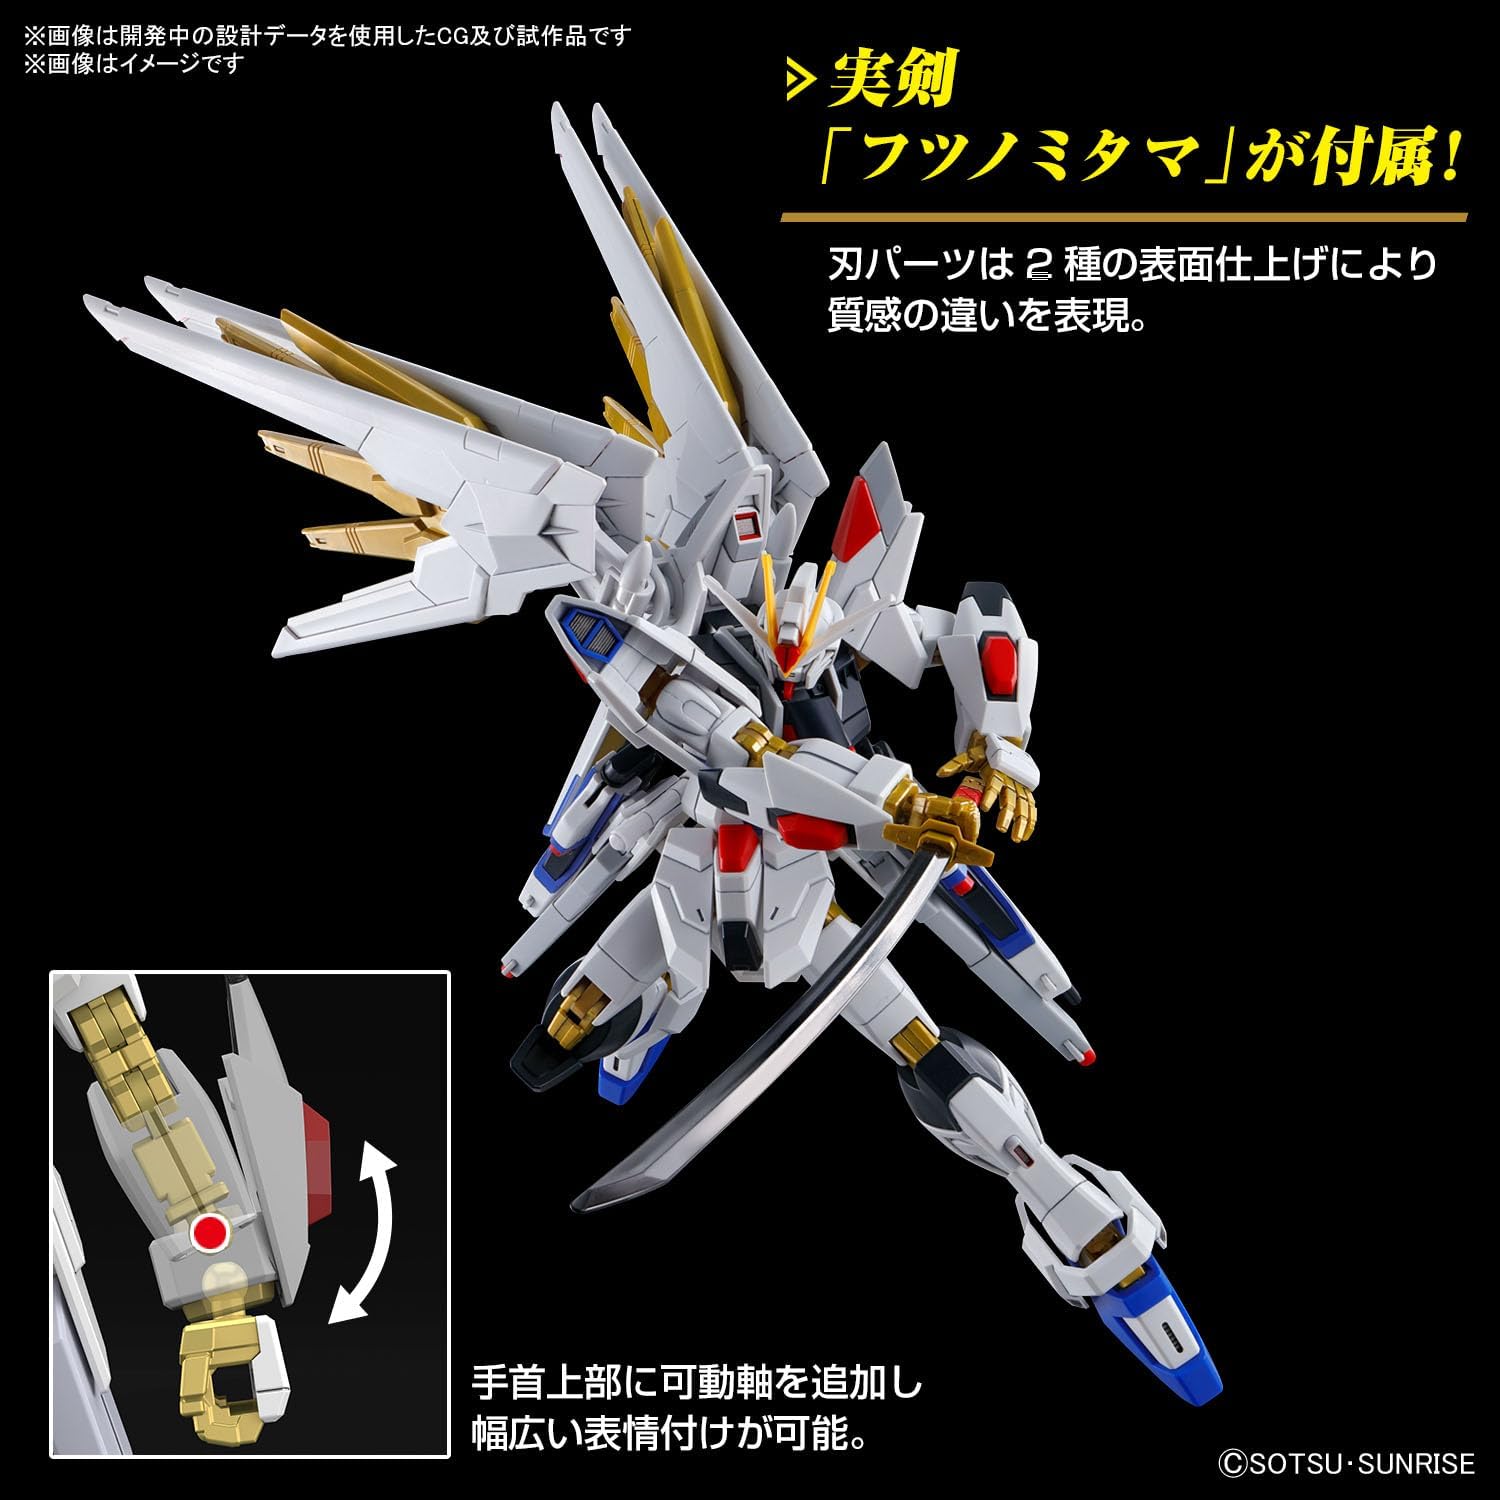 ※画像は開発中の設計データを使用したCG及び試作品です
※画像はイメージです
実剣
「フツノミタマ」が付属!
刃パーツは2種の表面仕上げにより
質感の違いを表現。
手首上部に可動軸を追加し
幅広い表情付けが可能。
©SOTSU・SUNRISE